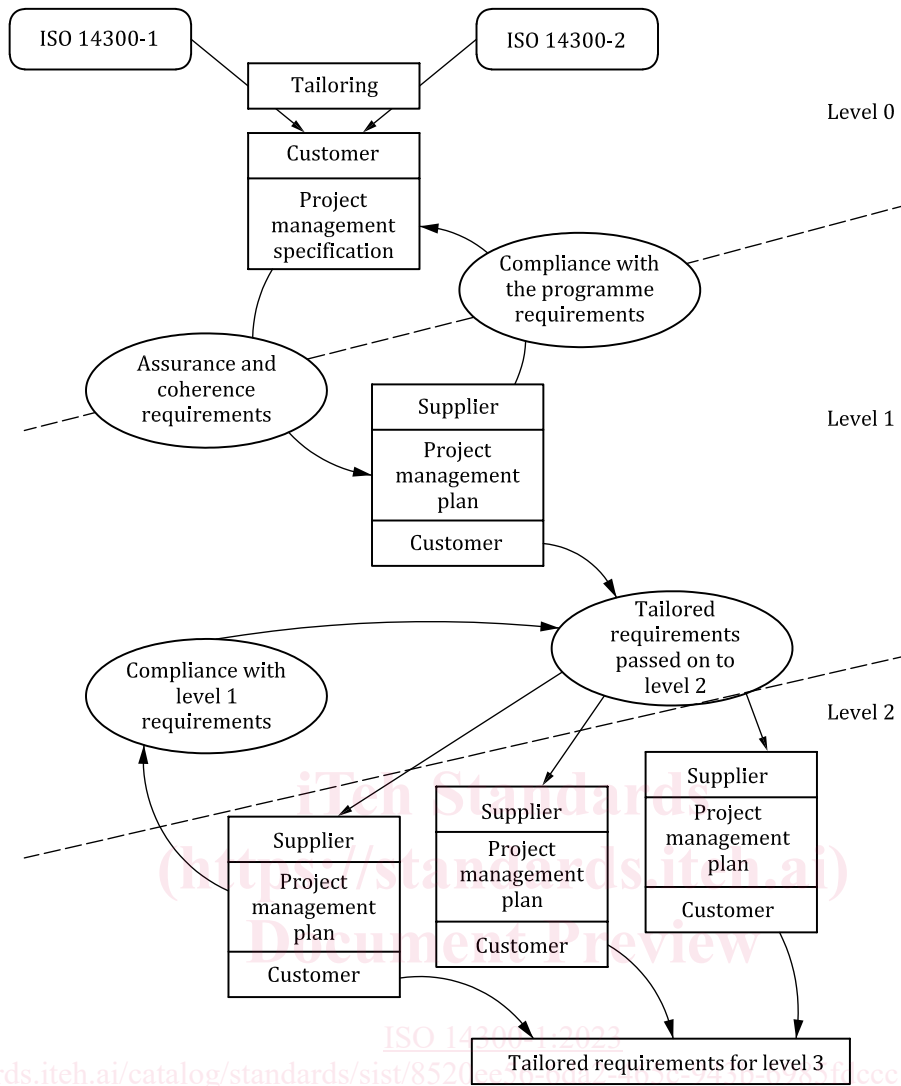 ISO 14300-1
ISO 14300-2
Tailoring
Level 0
Customer
Project
management
specification
Compliance with
the programme
requirements
Assurance and
coherence
requirements
Level 1
Supplier
Project
management
plan
Customer
Tailored
requirements
passed on to
level 2
Compliance with
level 1
requirements
Level 2
Supplier
Project
management
plan
Customer
Supplier
Project
management
plan
Customer
Supplier
Project
management
plan
Customer
iTeh Standards
(https://standards.iteh.ai)
Document Preview
ISO 14300-1:2023
Tailored requirements for level 3